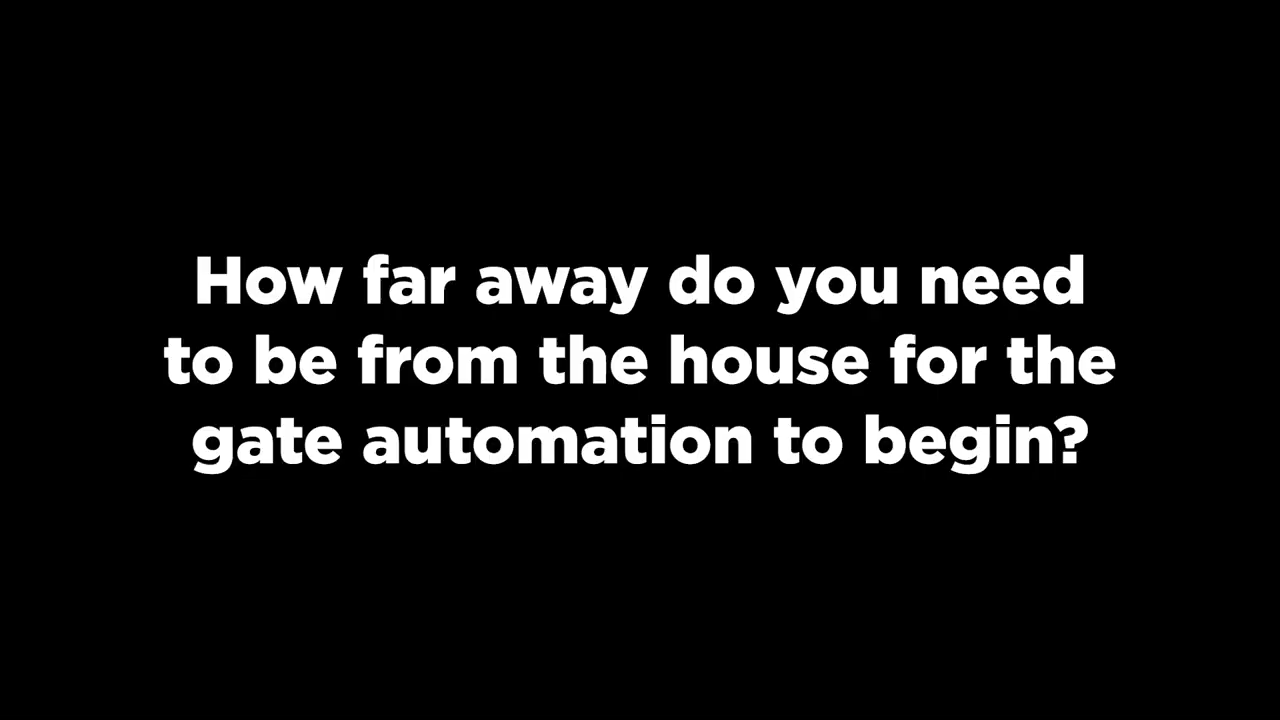 How far away do you need
to be from the house for the
gate automation to begin?